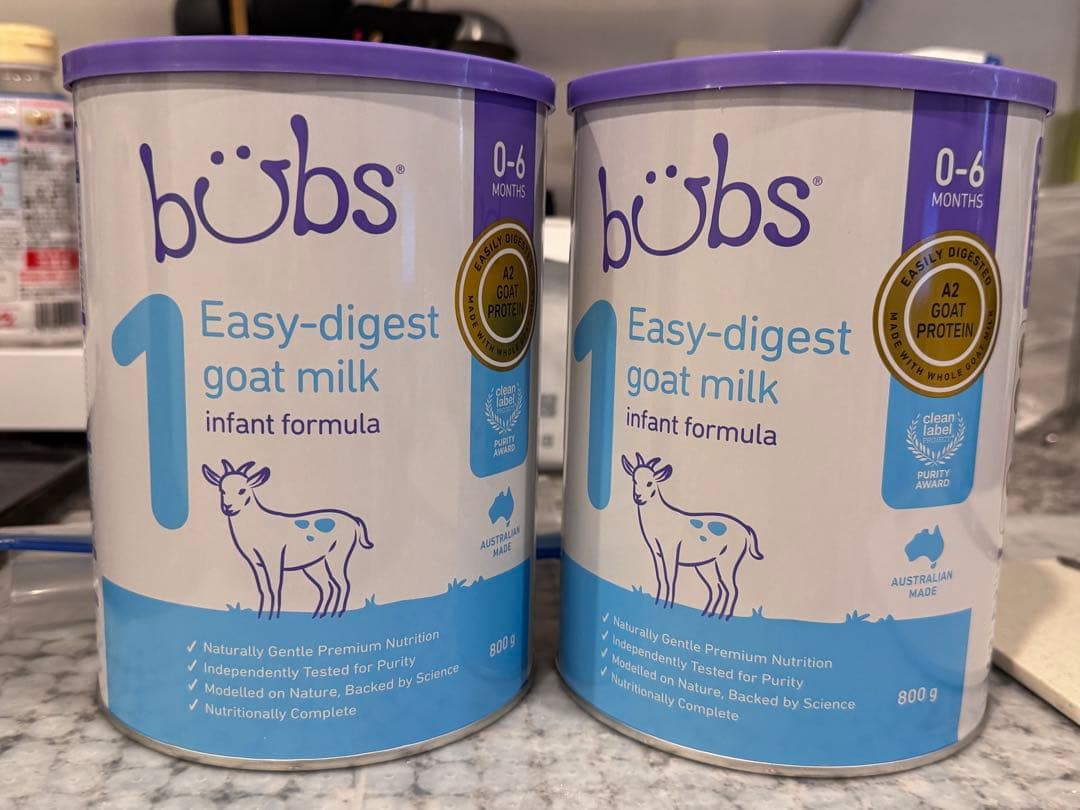 bübs®
0-6
MONTHS
EASILY DIGESTED
A2
GOAT
PROTEIN
MADE WITH WHOLE
1
Easy-digest
goat milk
infant formula
clean
label
PROJECT
PURITY
AWARD
AUSTRALIAN
MADE
✓ Naturally Gentle Premium Nutrition
✓ Independently Tested for Purity
✓ Modelled on Nature, Backed by Science
✓ Nutritionally Complete
800 g
bübs®
0-6
MONTHS
EASILY DIGESTED
A2
GOAT
PROTEIN
MADE WITH WHOLE GOAT MILK
1
Easy-digest
goat milk
infant formula
clean
label
PROJECT
PURITY
AWARD
AUSTRALIAN
MADE
✓ Naturally Gentle Premium Nutrition
✓ Independently Tested for Purity
✓ Modelled on Nature, Backed by Science
✓ Nutritionally Complete
800 g